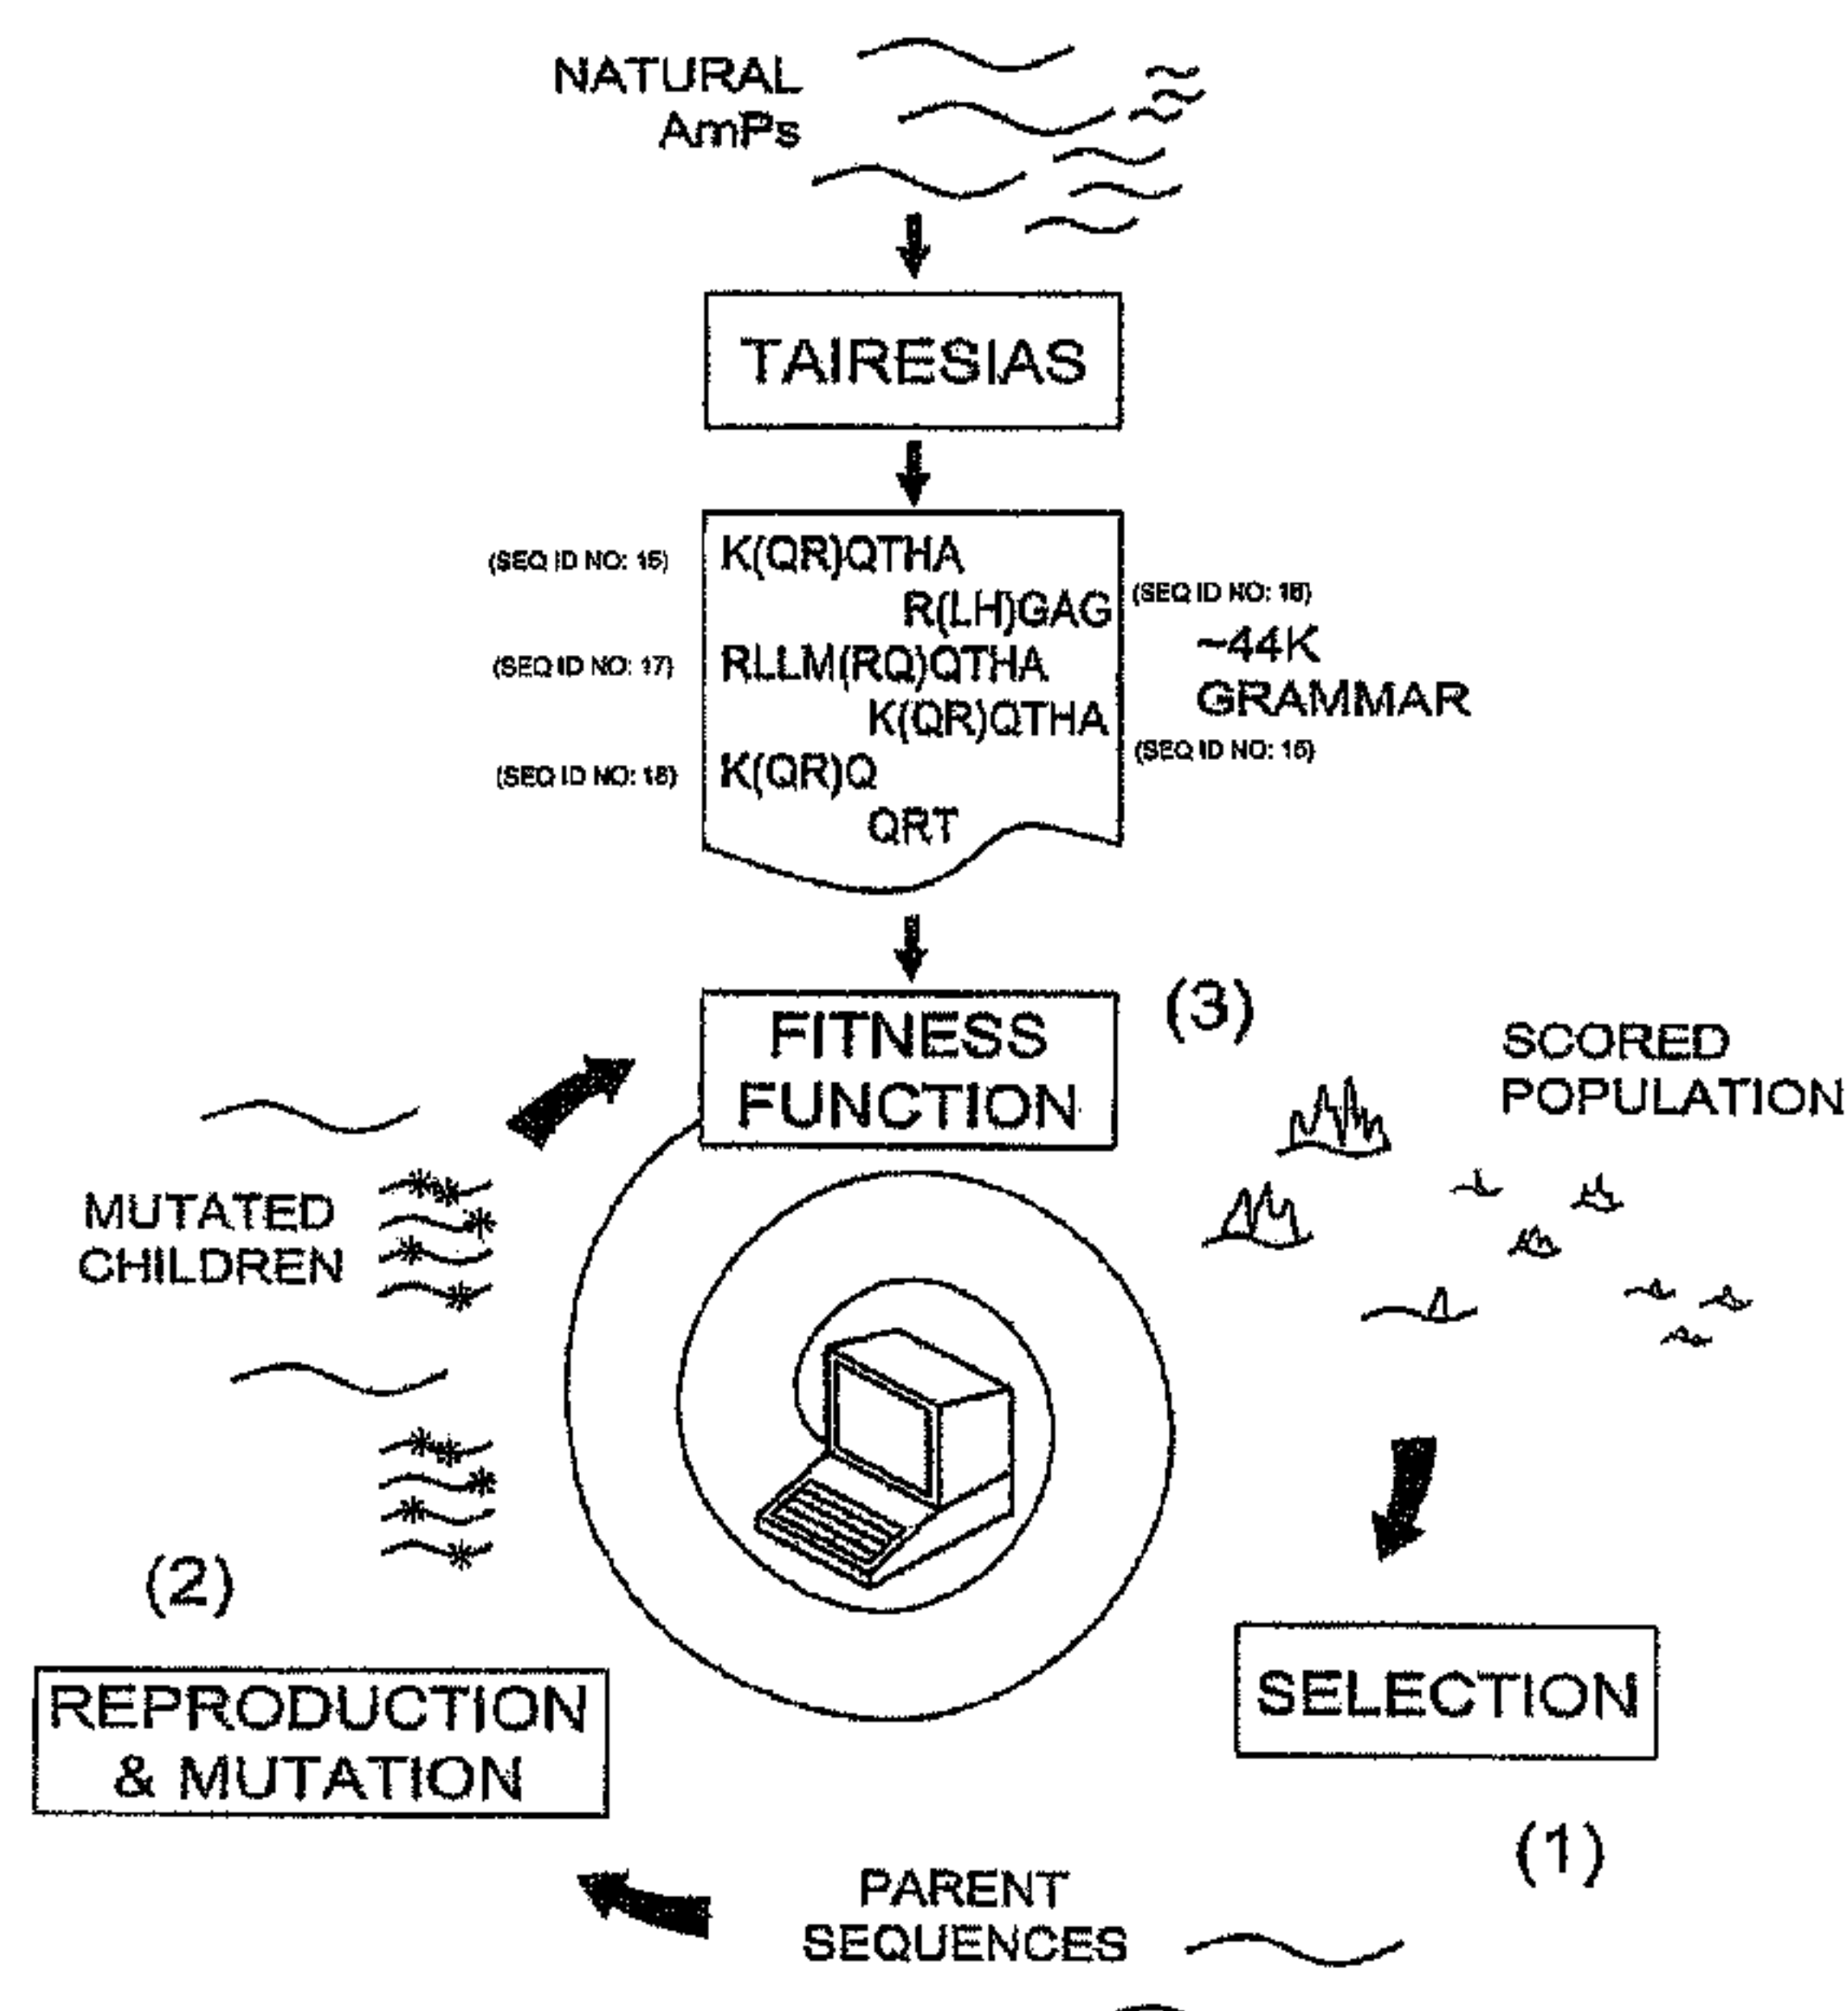 NATURAL
AmPs
TAIRESIAS
(SEQ ID NO: 15) K(QR)QTHA
R(LH)GAG (SEQ ID NO: 16)
~44K
(SEQ ID NO: 17) RLLM(RQ)QTHA
GRAMMAR
K(QR)QTHA
(SEQ ID NO: 15)
(SEQ ID NO: 18) K(QR)Q
QRT
FITNESS
FUNCTION
(3)
SCORED
POPULATION
MUTATED
CHILDREN
(2)
REPRODUCTION
& MUTATION
SELECTION
(1)
PARENT
SEQUENCES